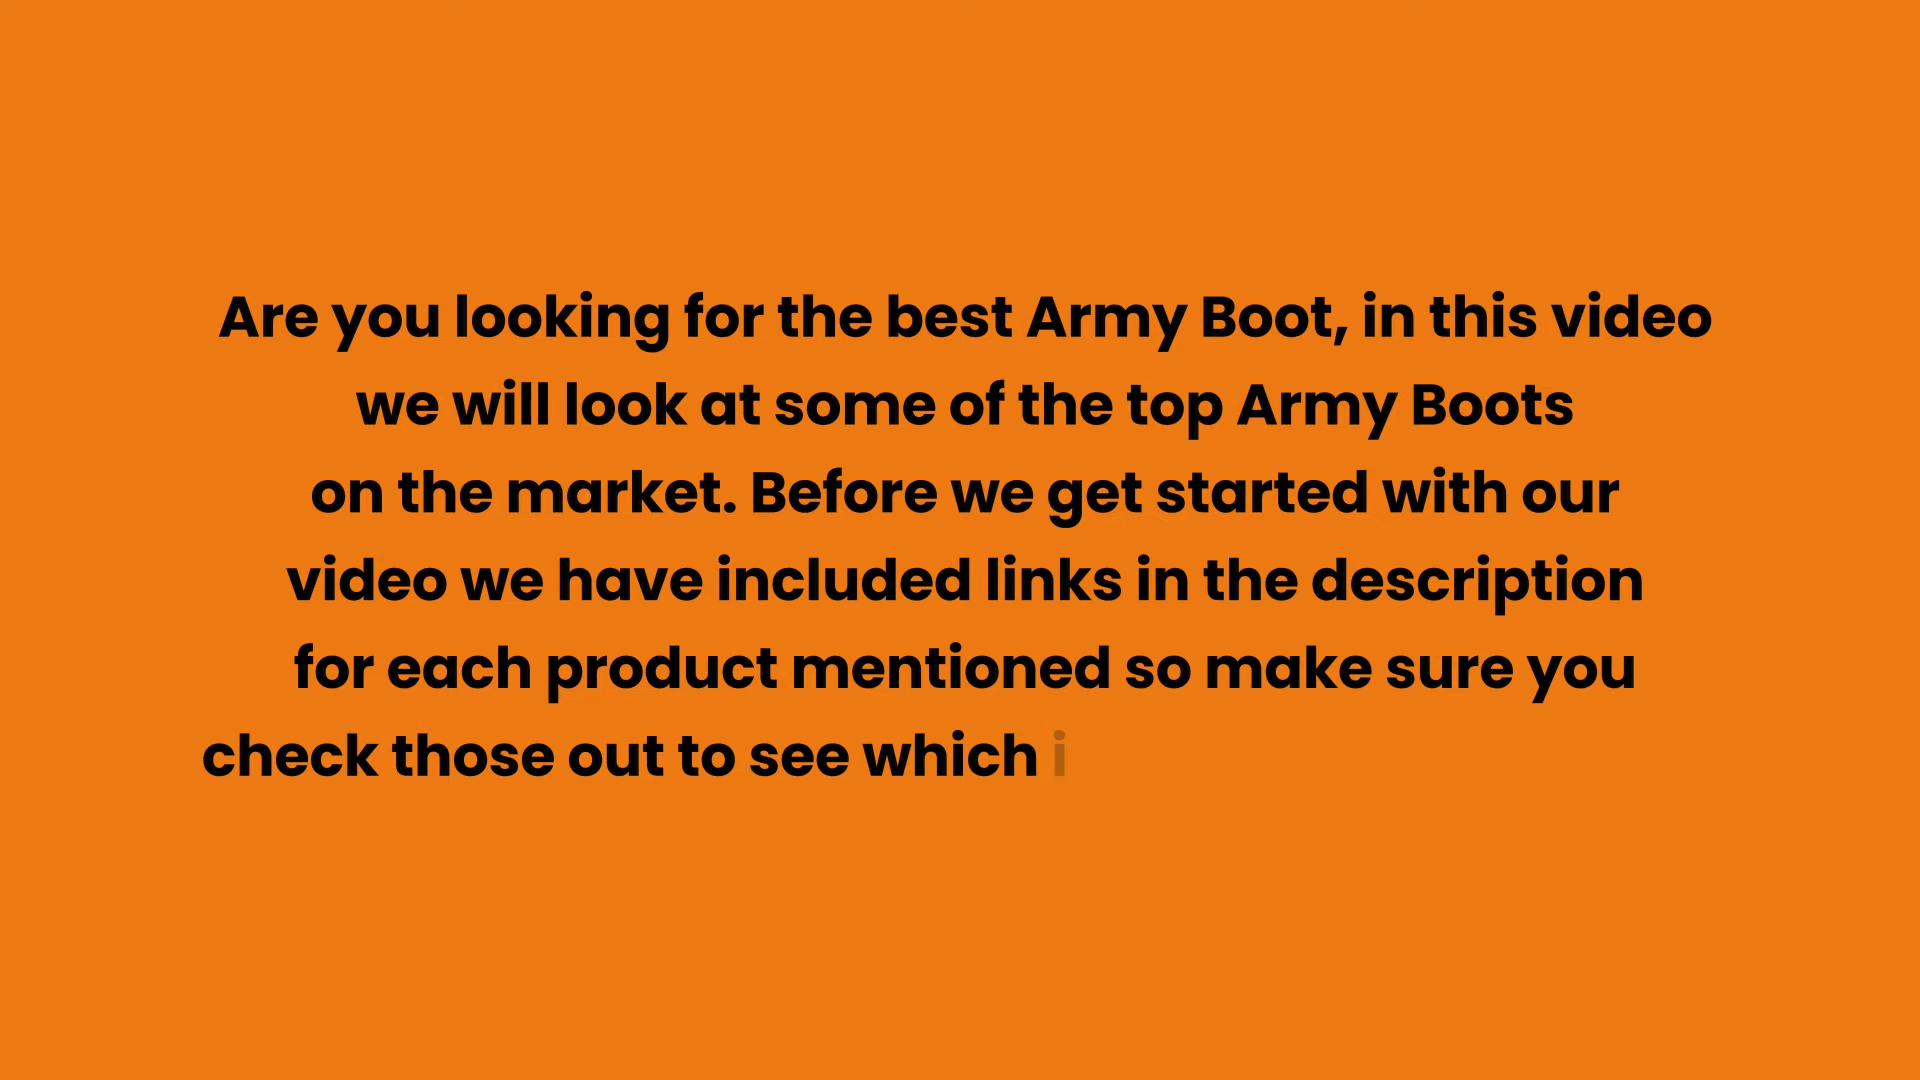 Are you looking for the best Army Boot, in this video
we will look at some of the top Army Boots
on the market. Before we get started with our
video we have included links in the description
for each product mentioned so make sure you
check those out to see which i